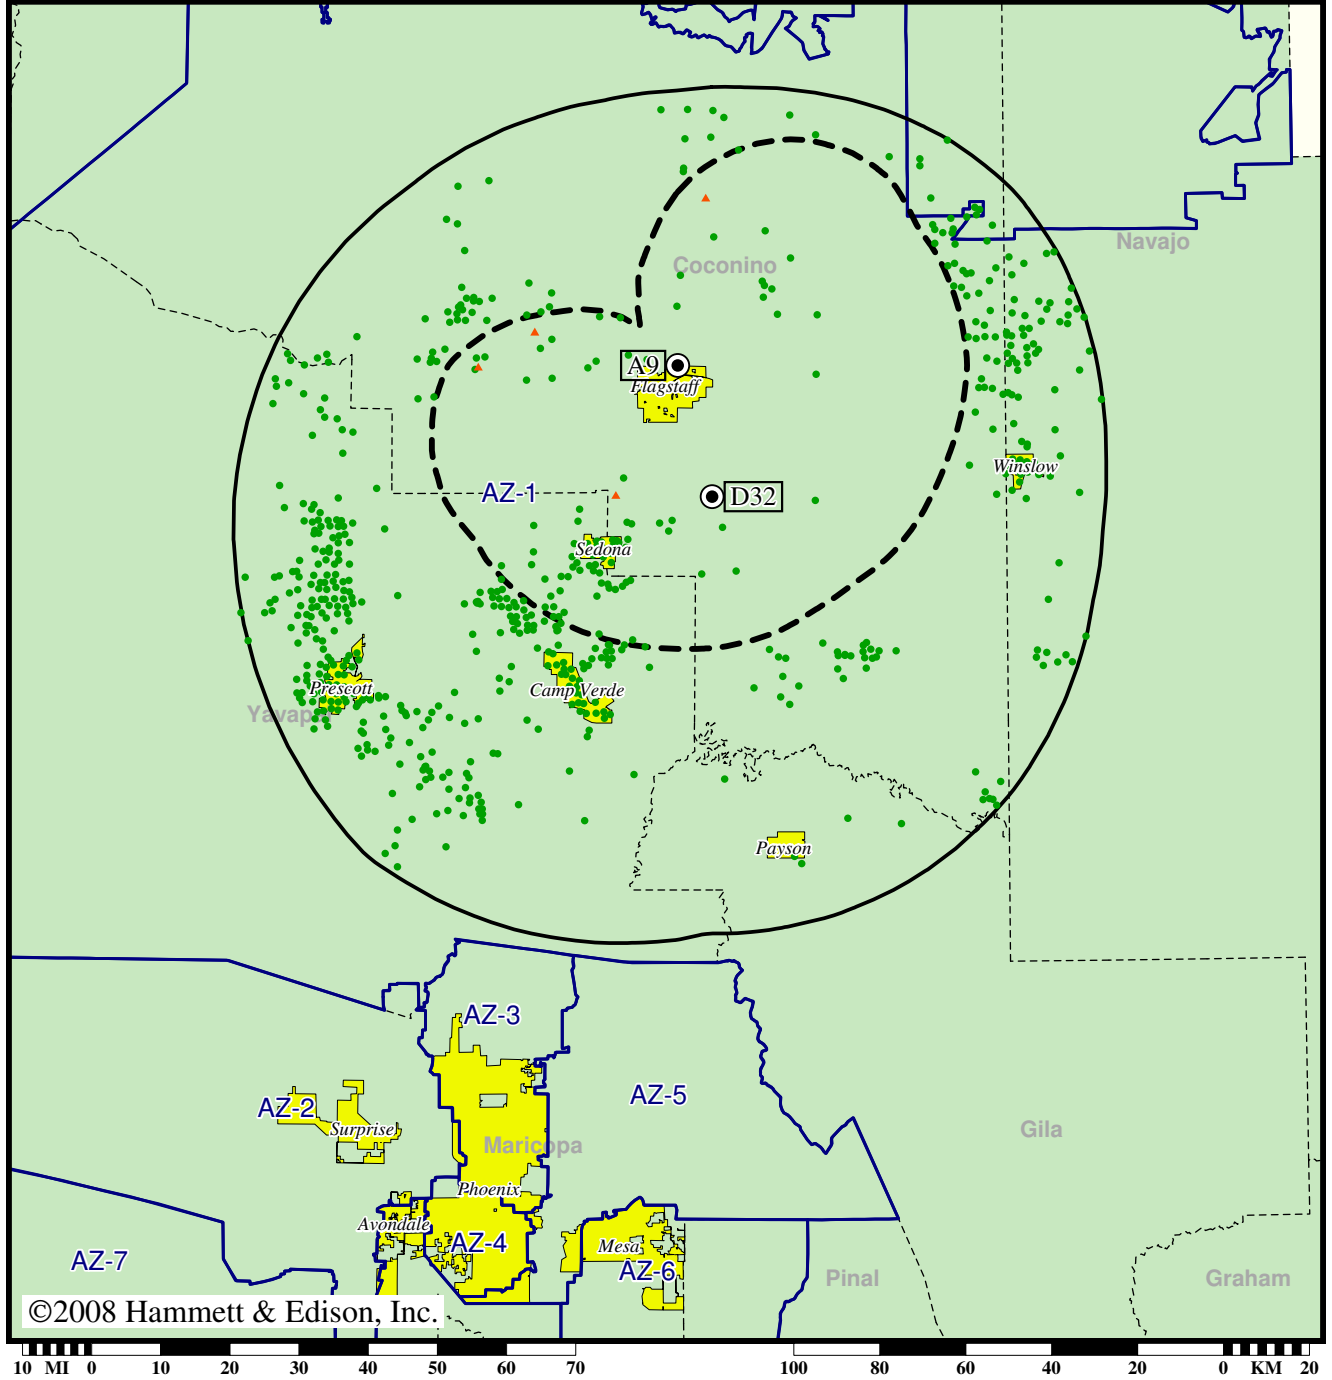 Navajo
Coconino
A9
Flagstaff
Winslow
AZ-1
D32
Sedona
Prescott
Camp Verde
Yavapai
Payson
AZ-3
AZ-5
AZ-2
Surprise
Gila
Maricopa
Phoenix
Avondale
AZ-4
Mesa
AZ-7
AZ-6
Pinal
Graham
©2008 Hammett & Edison, Inc.
10 MI 0 10 20 30 40 50 60 70 100 80 60 40 20 0 KM 20